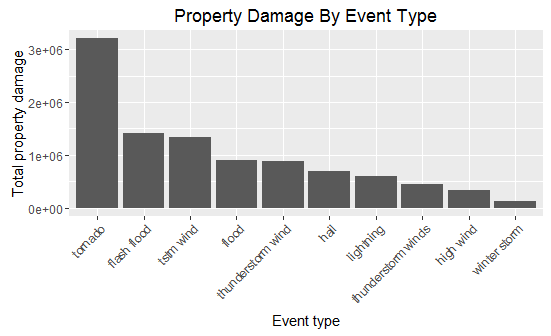 Property Damage By Event Type
Total property damage
3e+06
2e+06
1e+06
0e+00
tornado
flash flood
tstm wind
flood
thunderstorm wind
hail
lightning
thunderstorm winds
high wind
winter storm
Event type